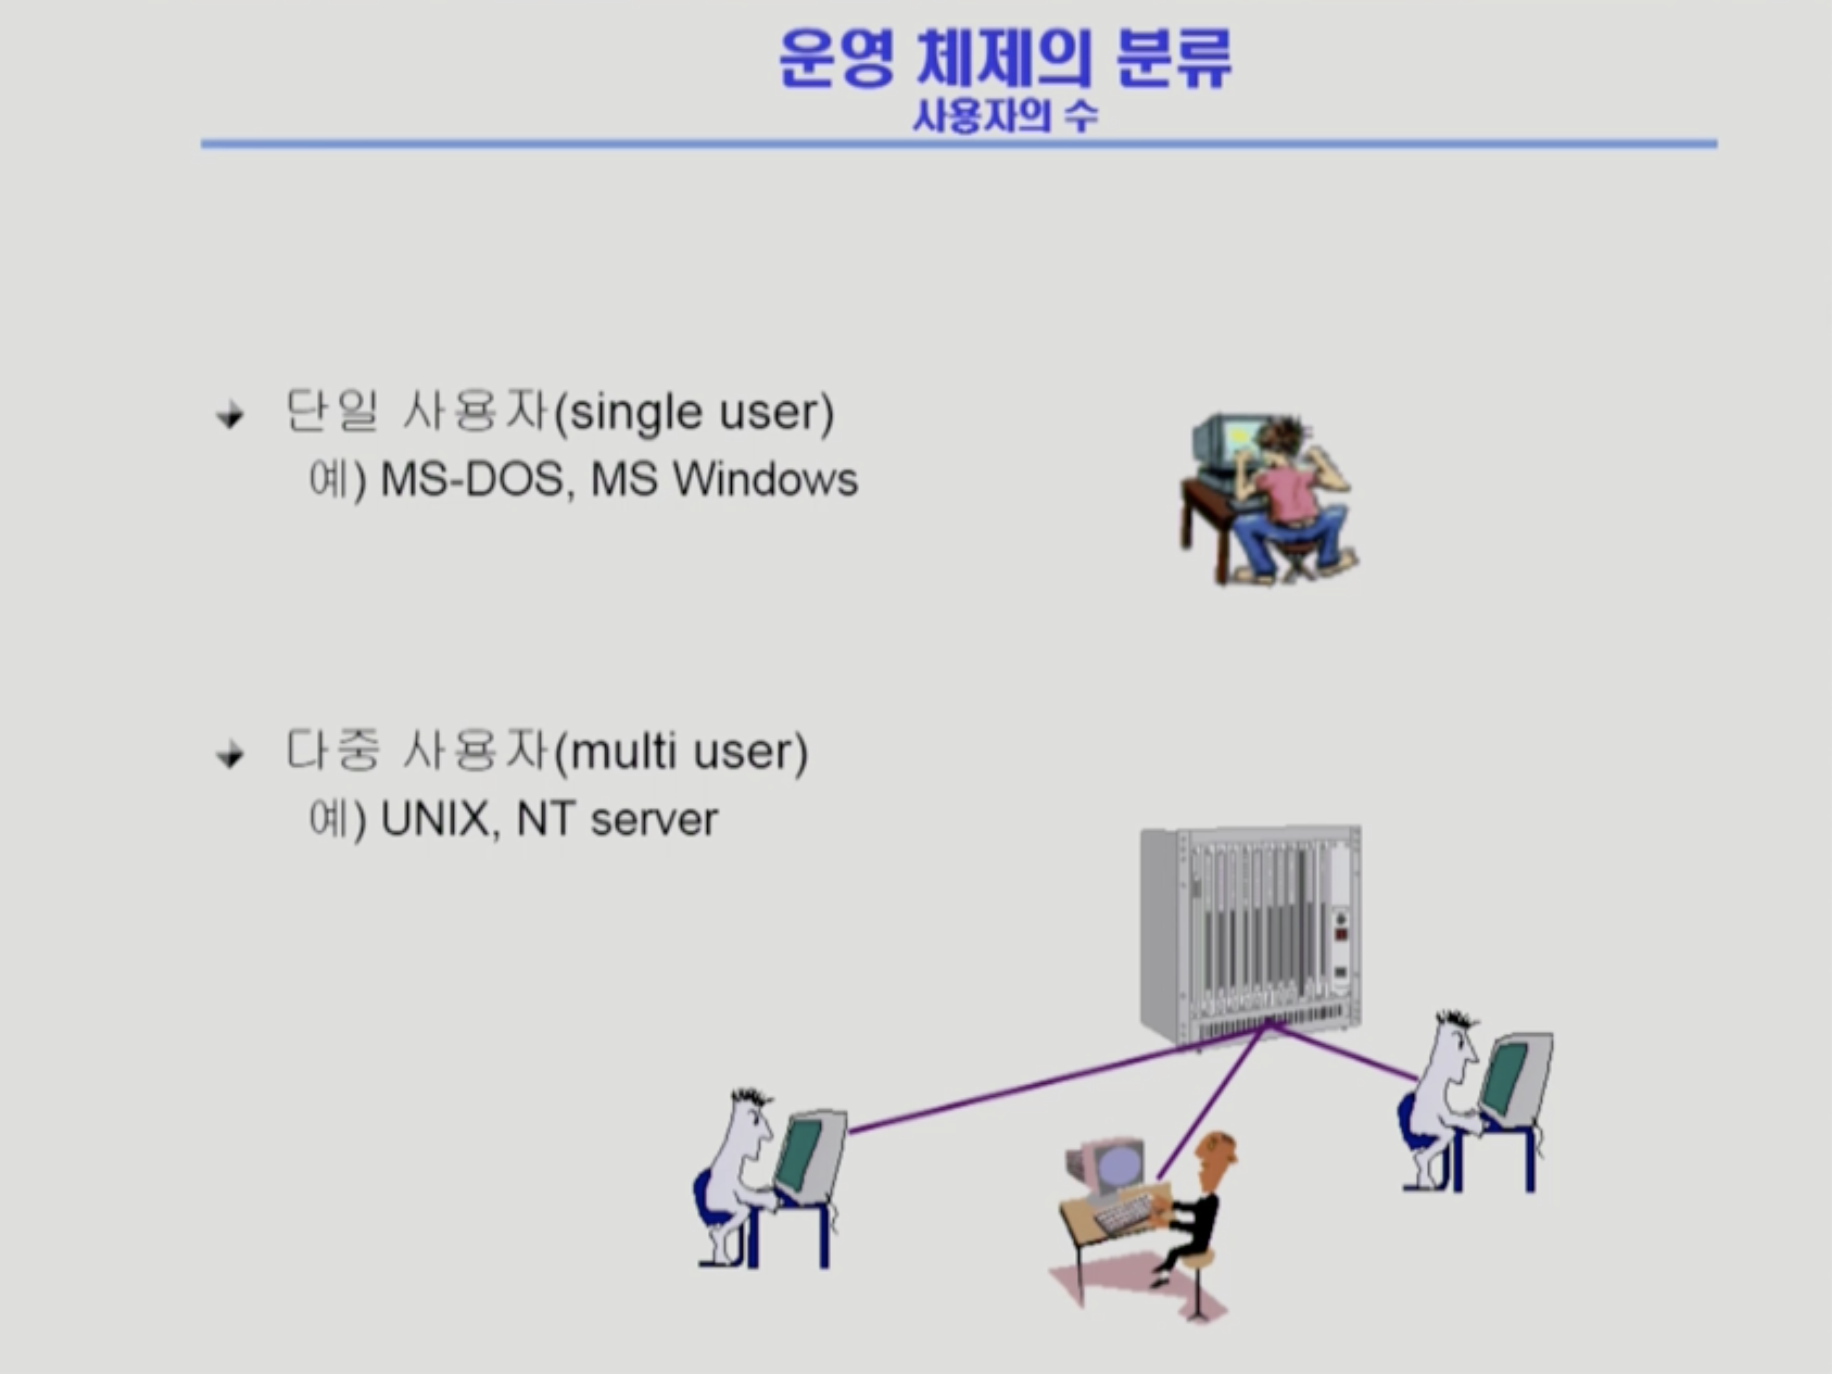 운영 체제의 분류
사용자의 수
단일 사용자(single user)
예) MS-DOS, MS Windows
다중 사용자(multi user)
예) UNIX, NT server